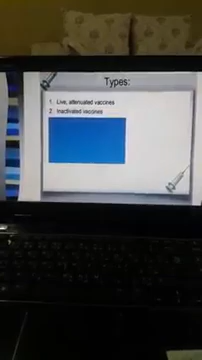 Types:
1. Live, attenuated vaccines
2. Inactivated vaccines